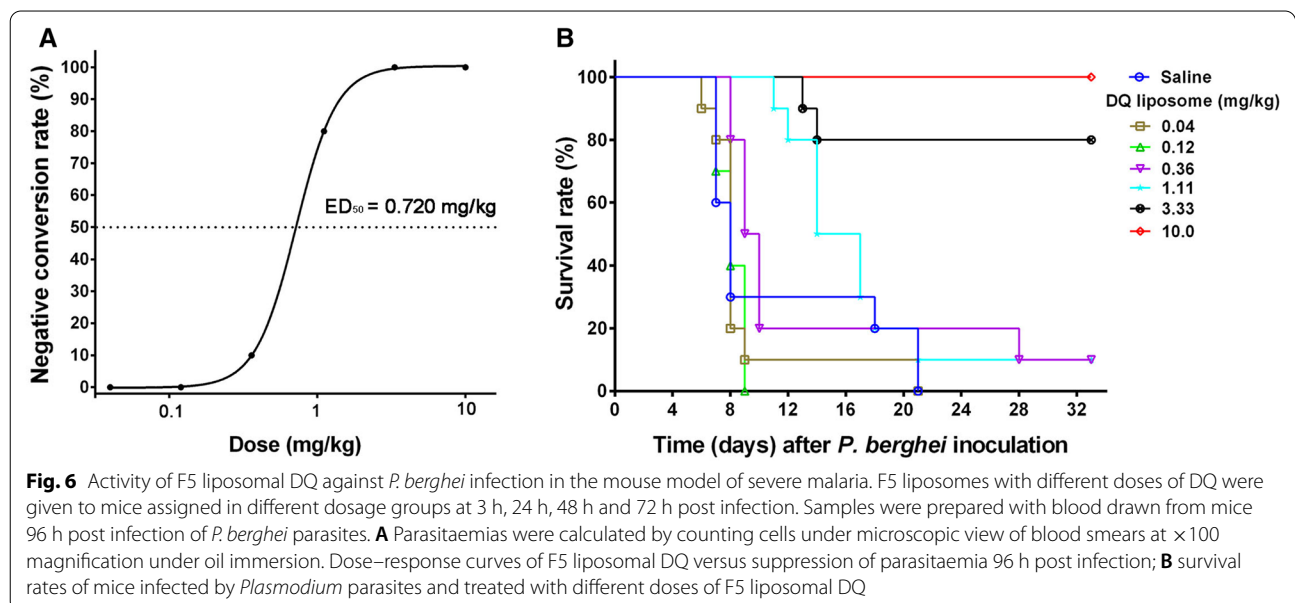 A
Negative conversion rate (%)
100
90
80
70
60
50
40
30
20
10
0
ED₅₀ = 0.720 mg/kg
0.1 1 10
Dose (mg/kg)
B
Survival rate (%)
100
80
60
40
20
0
0 4 8 12 16 20 24 28 32
Time (days) after P. berghei inoculation
Saline
DQ liposome (mg/kg)
0.04
0.12
0.36
1.11
3.33
10.0
Fig. 6 Activity of F5 liposomal DQ against P. berghei infection in the mouse model of severe malaria. F5 liposomes with different doses of DQ were
given to mice assigned in different dosage groups at 3 h, 24 h, 48 h and 72 h post infection. Samples were prepared with blood drawn from mice
96 h post infection of P. berghei parasites. A Parasitaemias were calculated by counting cells under microscopic view of blood smears at ×100
magnification under oil immersion. Dose–response curves of F5 liposomal DQ versus suppression of parasitaemia 96 h post infection; B survival
rates of mice infected by Plasmodium parasites and treated with different doses of F5 liposomal DQ